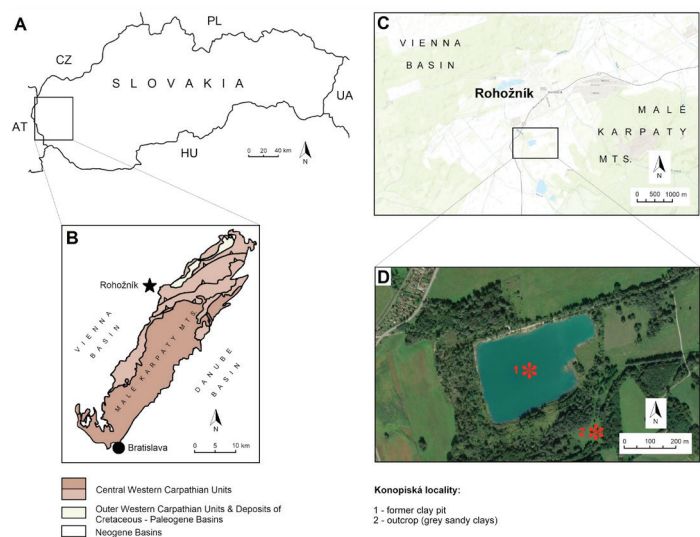 A
PL
CZ
SLOVAKIA
UA
AT
HU
0 20 40 km
N
B
Rohožník
VIENNA
BASIN
MALÉ KARPATY MTS.
DANUBE
BASIN
N
0 5 10 km
Bratislava
Central Western Carpathian Units
Outer Western Carpathian Units & Deposits of
Cretaceous - Paleogene Basins
Neogene Basins
C
VIENNA
BASIN
Rohožník
MALÉ
KARPATY
MTS.
N
0 500 1000 m
D
1
2
N
0 100 200 m
Konopiská locality:
1 - former clay pit
2 - outcrop (grey sandy clays)